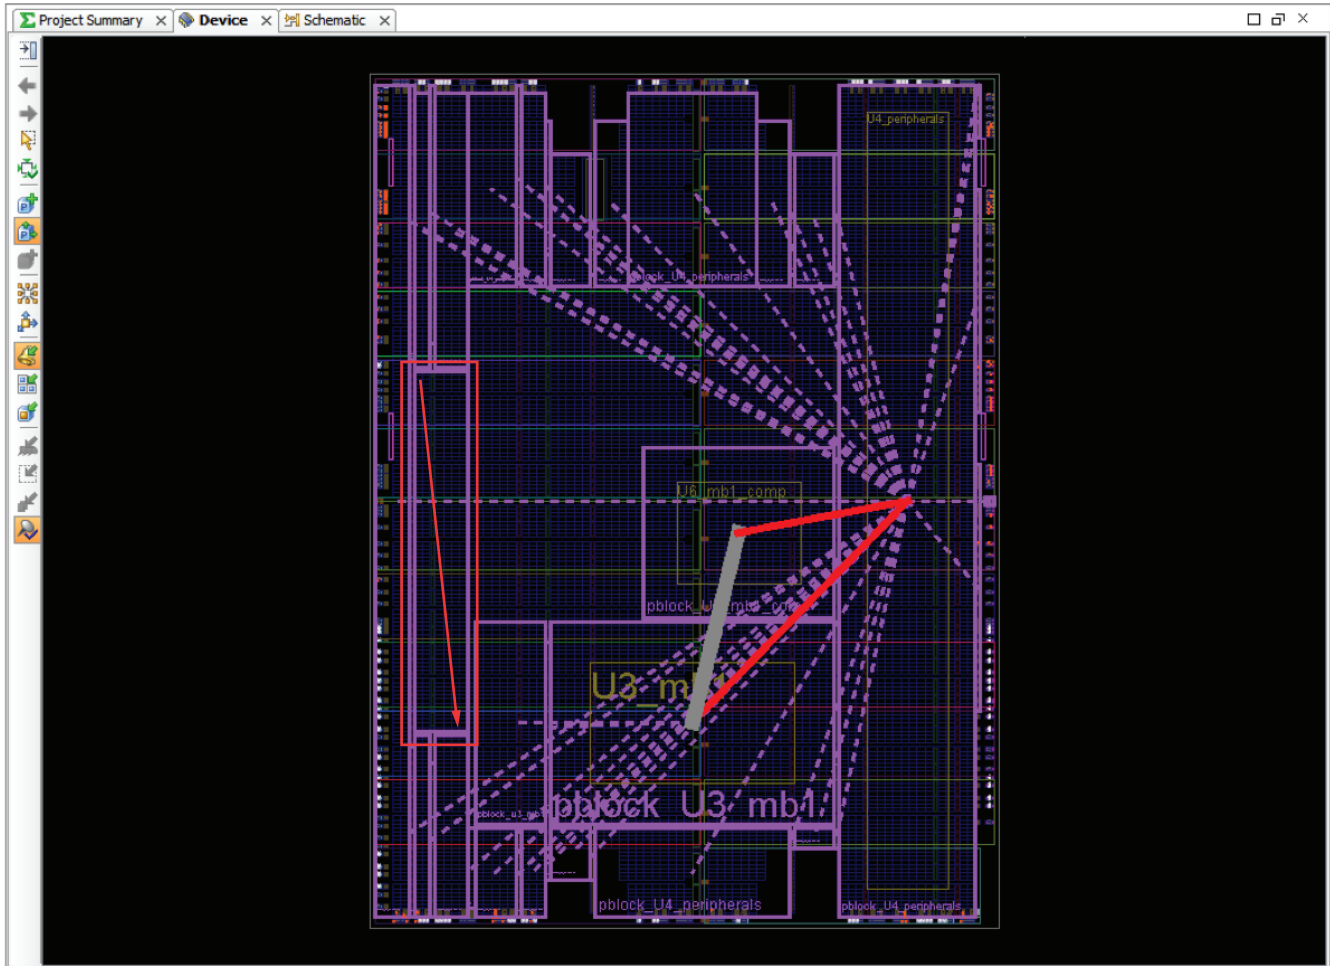 Project Summary
Device
Schematic
U4_peripherals
pblock_U4_peripherals
U6_mb1_comp
U3_mb1
pblock_U3_mb1
pblock_U4_peripherals
pblock_U4_peripherals